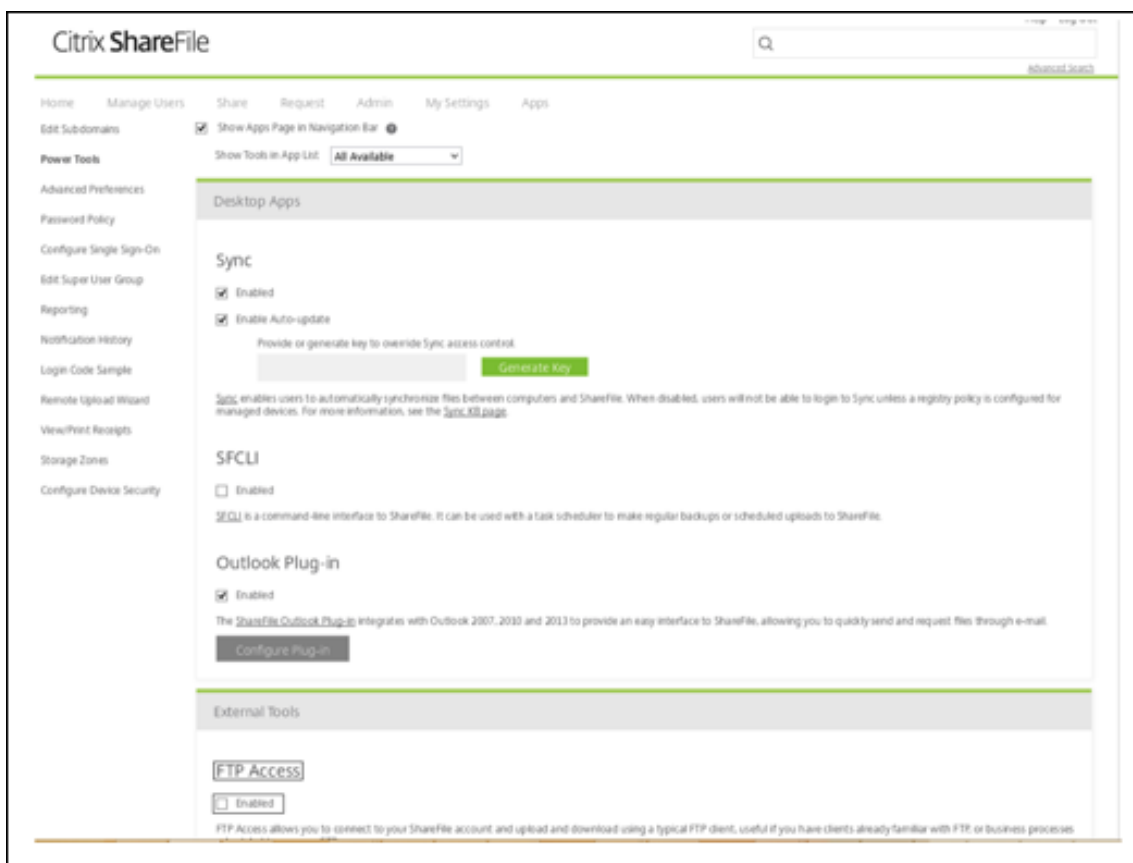 Citrix ShareFile
Advanced Search
Home Manage Users Share Request Admin My Settings Apps
Edit Subdomains
Power Tools
Advanced Preferences
Password Policy
Configure Single Sign-On
Edit Super User Group
Reporting
Notification History
Login Code Sample
Remote Upload Wizard
View/Print Receipts
Storage Zones
Configure Device Security
Show Apps Page in Navigation Bar
Show Tools in App List All Available
Desktop Apps
Sync
Enabled
Enable Auto-update
Provide or generate key to override Sync access control.
Generate Key
Sync enables users to automatically synchronize files between computers and ShareFile. When disabled, users will not be able to login to Sync unless a registry policy is configured for
managed devices. For more information, see the Sync KB page.
SFCLI
Enabled
SFCLI is a command-line interface to ShareFile. It can be used with a task scheduler to make regular backups or scheduled uploads to ShareFile.
Outlook Plug-in
Enabled
The ShareFile Outlook Plug-in integrates with Outlook 2007, 2010 and 2013 to provide an easy interface to ShareFile, allowing you to quickly send and request files through e-mail.
Configure Plug-in
External Tools
FTP Access
Enabled
FTP Access allows you to connect to your ShareFile account and upload and download using a typical FTP client, useful if you have clients already familiar with FTP, or business processes